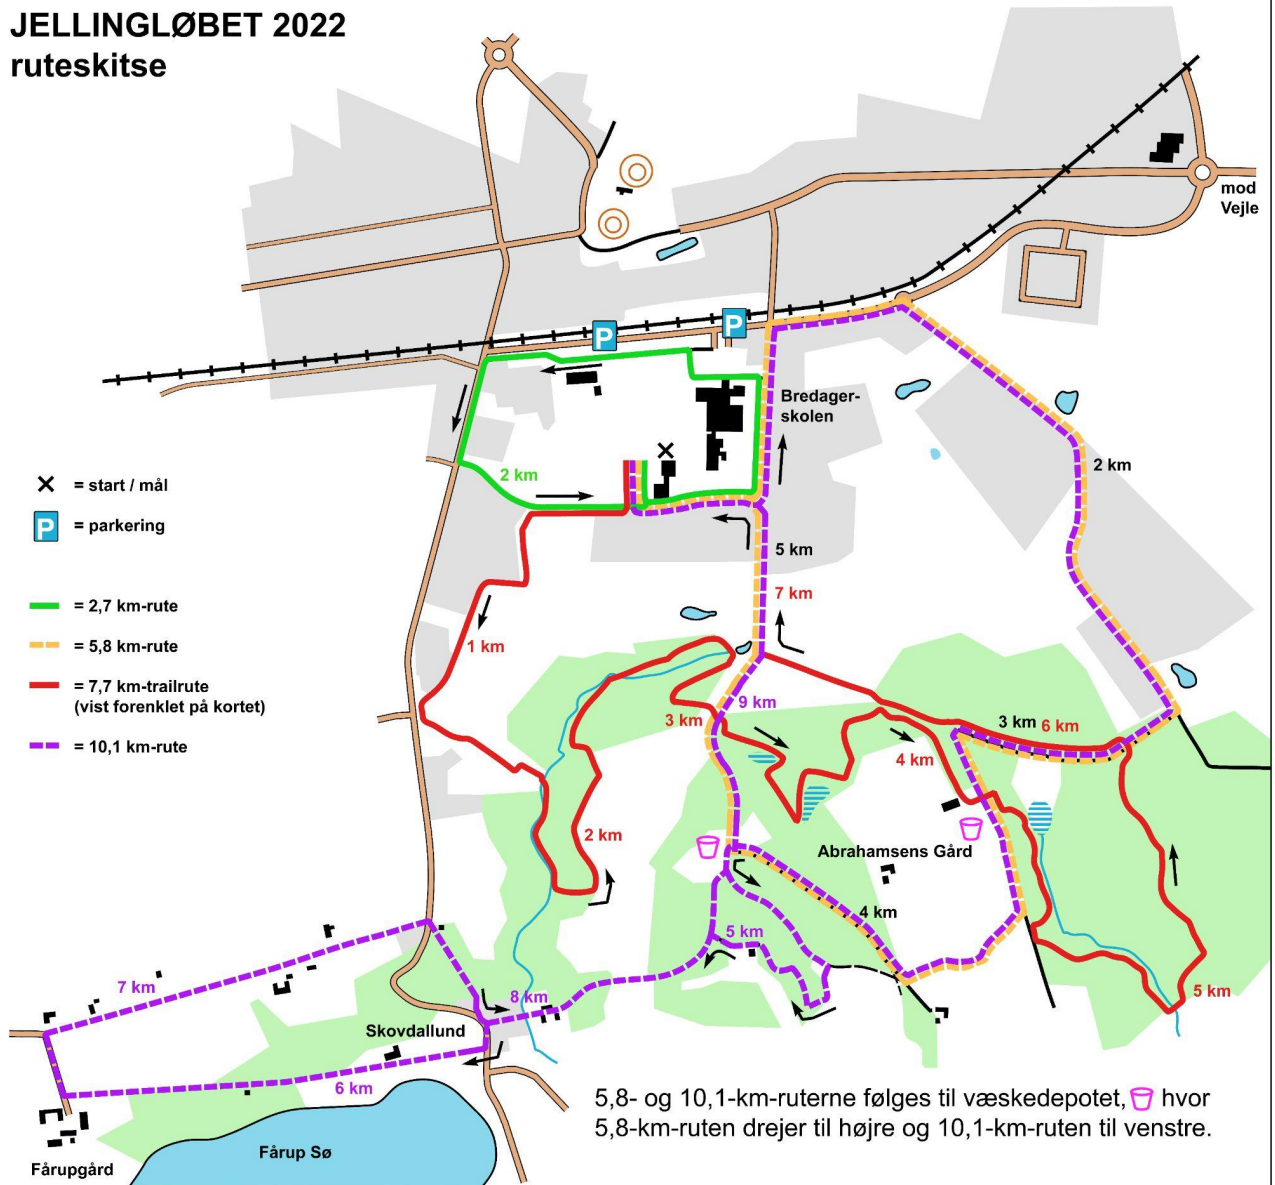 JELLINGLØBET 2022
ruteskitse
mod
Vejle
P
P
Bredager-
skolen
2 km
2 km
= start / mål
P = parkering
5 km
= 2,7 km-rute
7 km
= 5,8 km-rute
1 km
= 7,7 km-trailrute
(vist forenklet på kortet)
9 km
3 km
3 km 6 km
= 10,1 km-rute
4 km
2 km
Abrahamsens Gård
4 km
5 km
7 km
8 km
5 km
Skovdallund
6 km
5,8- og 10,1-km-ruterne følges til væskedepotet, hvor
5,8-km-ruten drejer til højre og 10,1-km-ruten til venstre.
Fårup Sø
Fårupgård